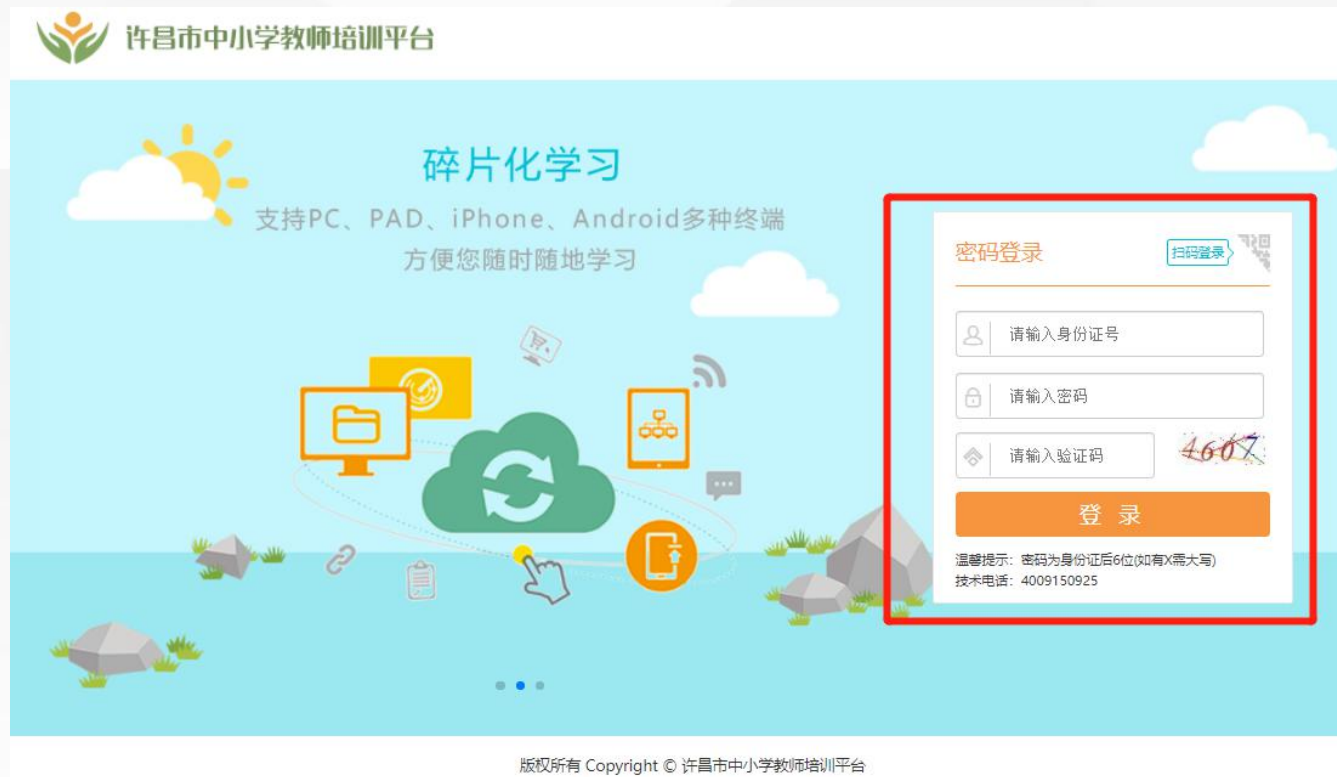 许昌市中小学教师培训平台
碎片化学习
支持PC、PAD、iPhone、Android多种终端
方便您随时随地学习
密码登录
扫码登录
请输入身份证号
请输入密码
请输入验证码
4607
登 录
温馨提示：密码为身份证后6位(如有X需大写)
技术电话：4009150925
版权所有 Copyright © 许昌市中小学教师培训平台